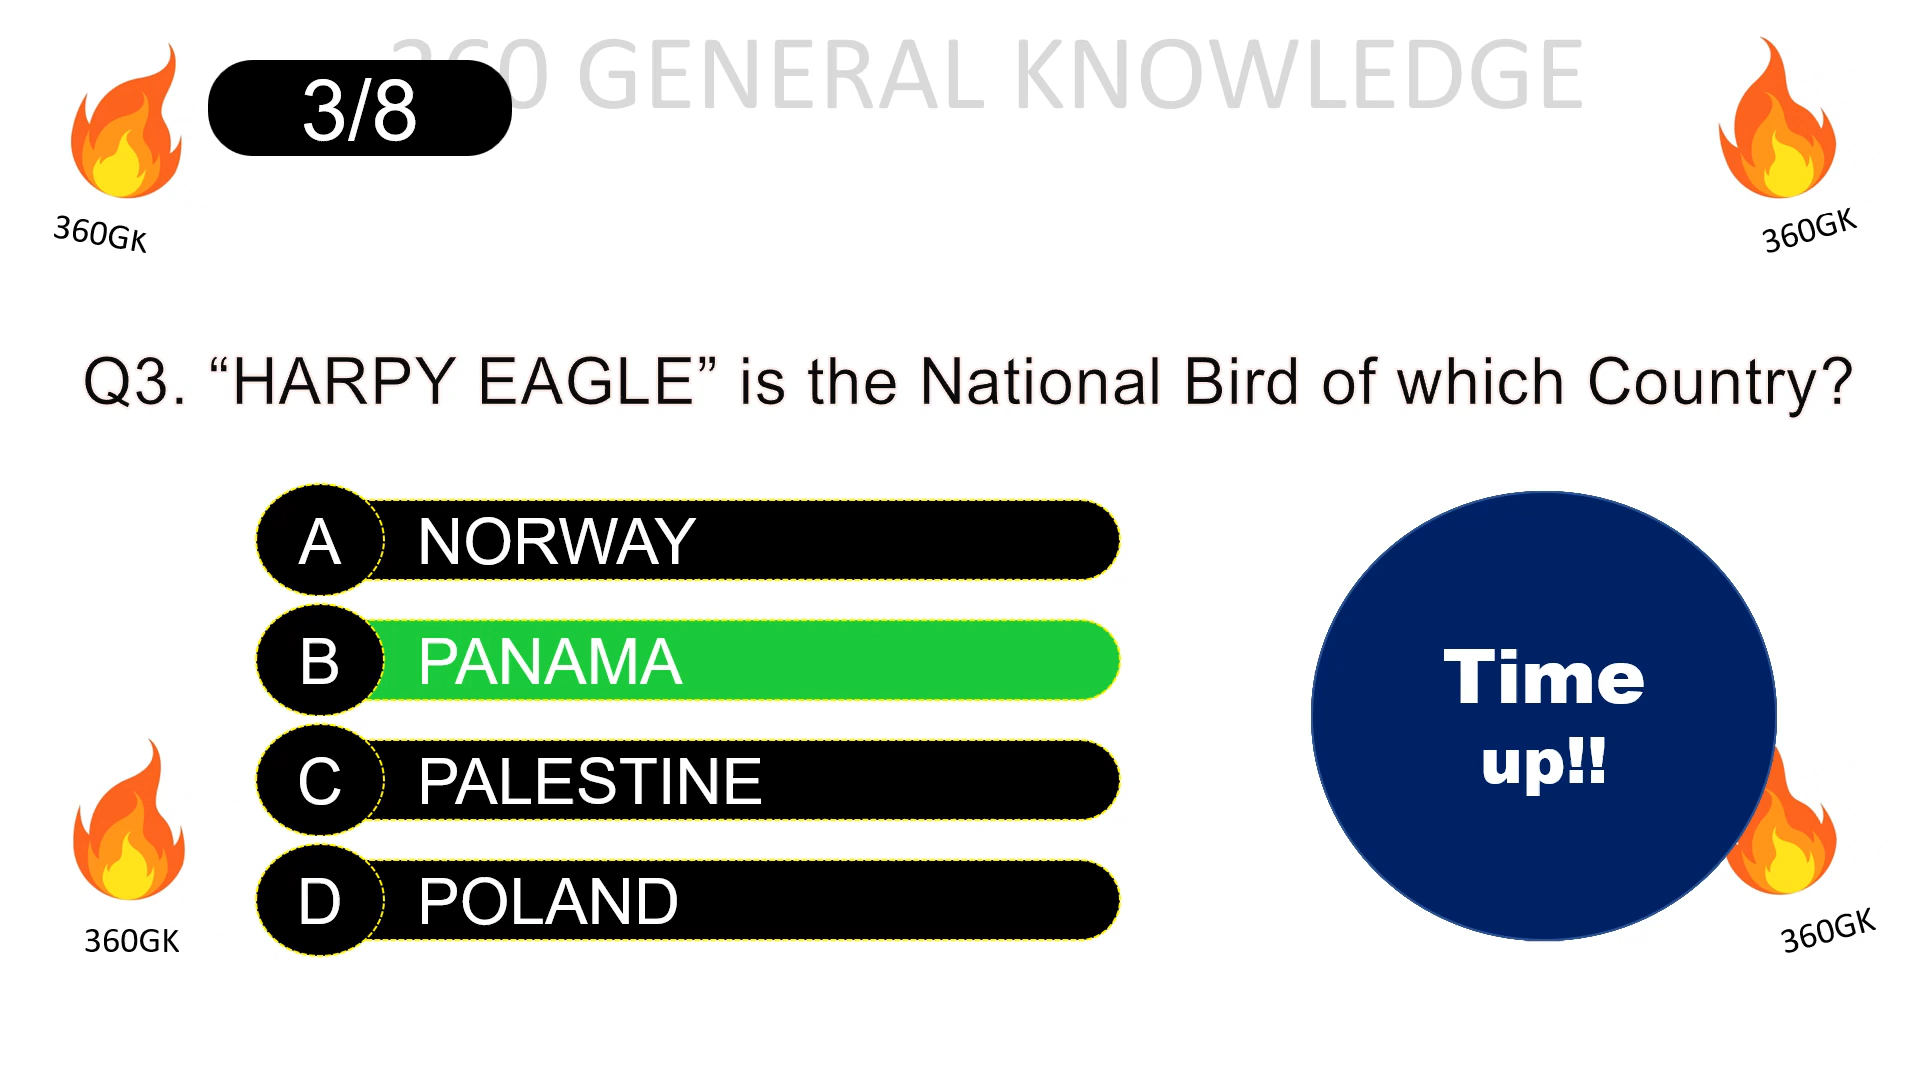 360 GENERAL KNOWLEDGE
3/8
360GK
360GK
Q3. “HARPY EAGLE” is the National Bird of which Country?
A NORWAY
B PANAMA
C PALESTINE
D POLAND
Time
up!!
360GK
360GK